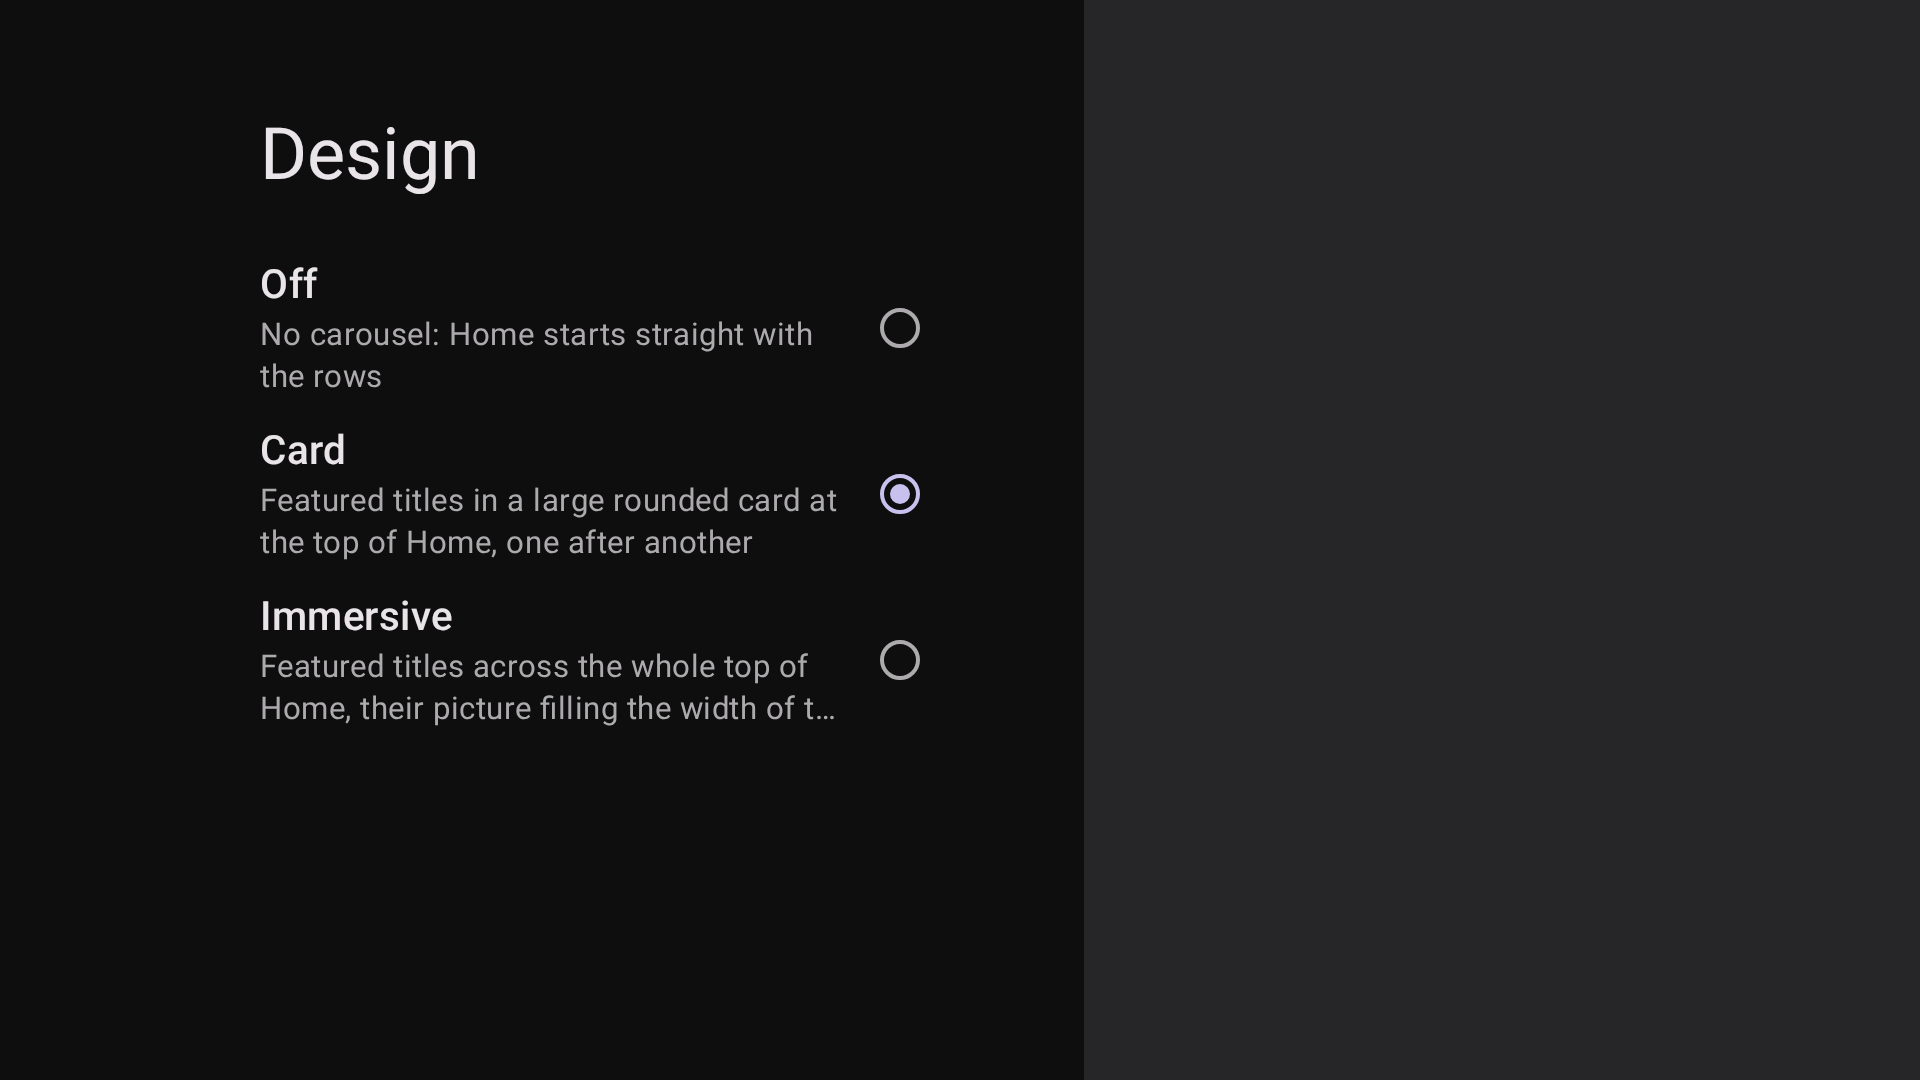 Design
Off
No carousel: Home starts straight with
the rows
Card
Featured titles in a large rounded card at
the top of Home, one after another
Immersive
Featured titles across the whole top of
Home, their picture filling the width of t…